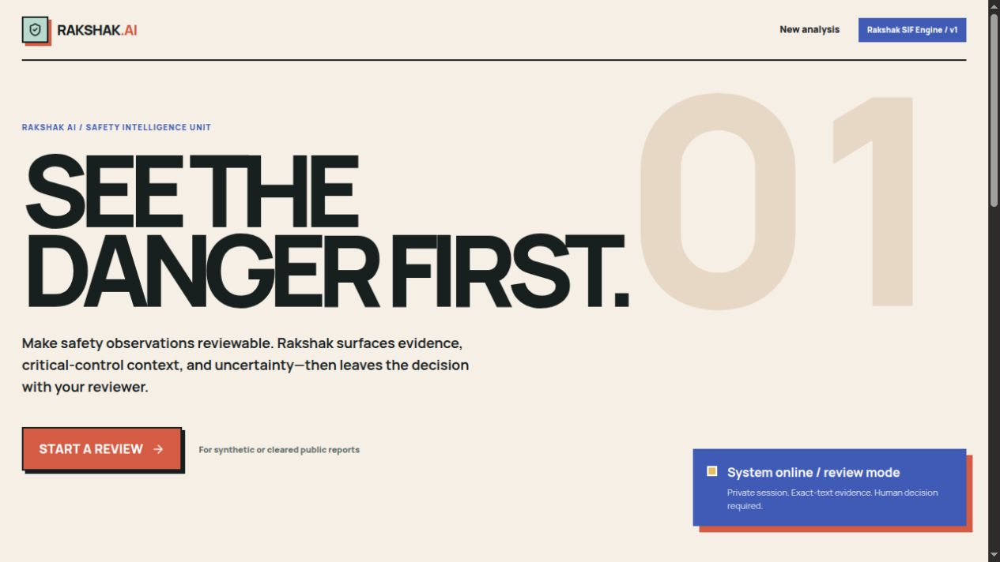 RAKSHAK.AI
New analysis
Rakshak SIF Engine / v1
01
RAKSHAK AI / SAFETY INTELLIGENCE UNIT
SEE THE
DANGER FIRST.
Make safety observations reviewable. Rakshak surfaces evidence,
critical-control context, and uncertainty—then leaves the decision
with your reviewer.
START A REVIEW →
For synthetic or cleared public reports
System online / review mode
Private session. Exact-text evidence. Human decision
required.